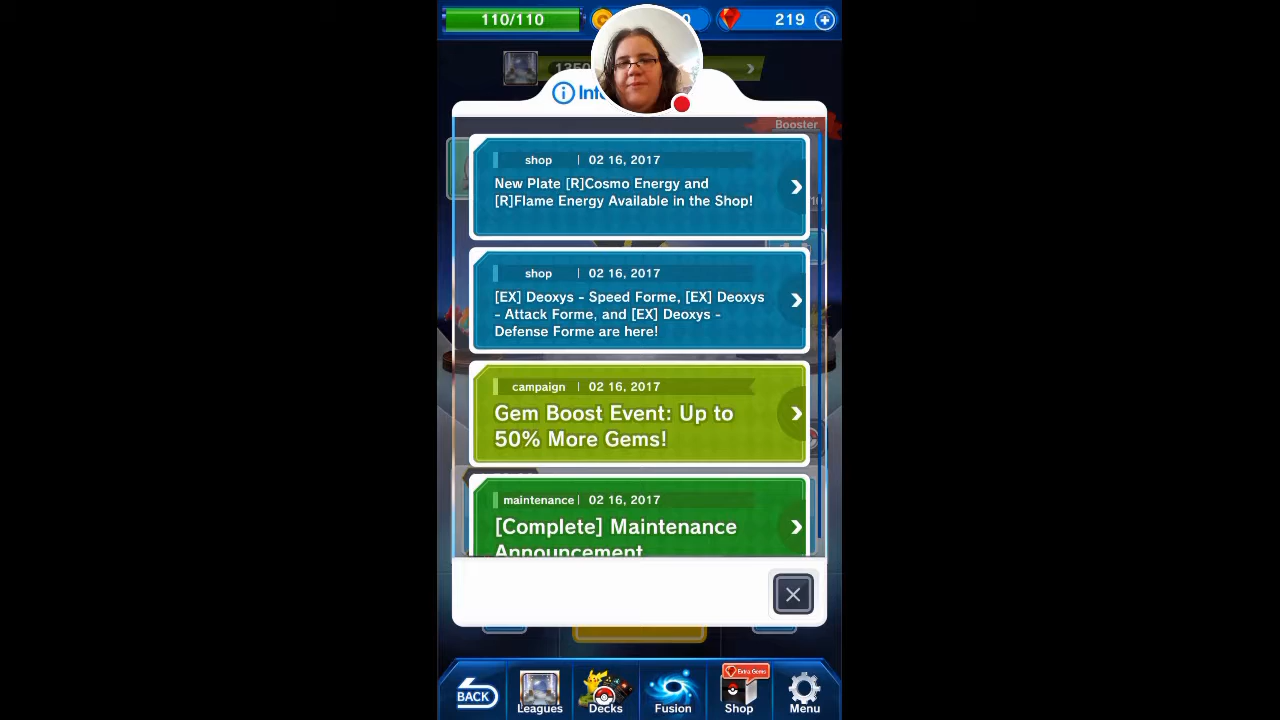 110/110
219
Booster
shop | 02 16, 2017
New Plate [R]Cosmo Energy and
[R]Flame Energy Available in the Shop!
shop | 02 16, 2017
[EX] Deoxys - Speed Forme, [EX] Deoxys
- Attack Forme, and [EX] Deoxys -
Defense Forme are here!
campaign | 02 16, 2017
Gem Boost Event: Up to
50% More Gems!
maintenance | 02 16, 2017
[Complete] Maintenance
Announcement
Extra Gems
BACK
Leagues
Decks
Fusion
Shop
Menu